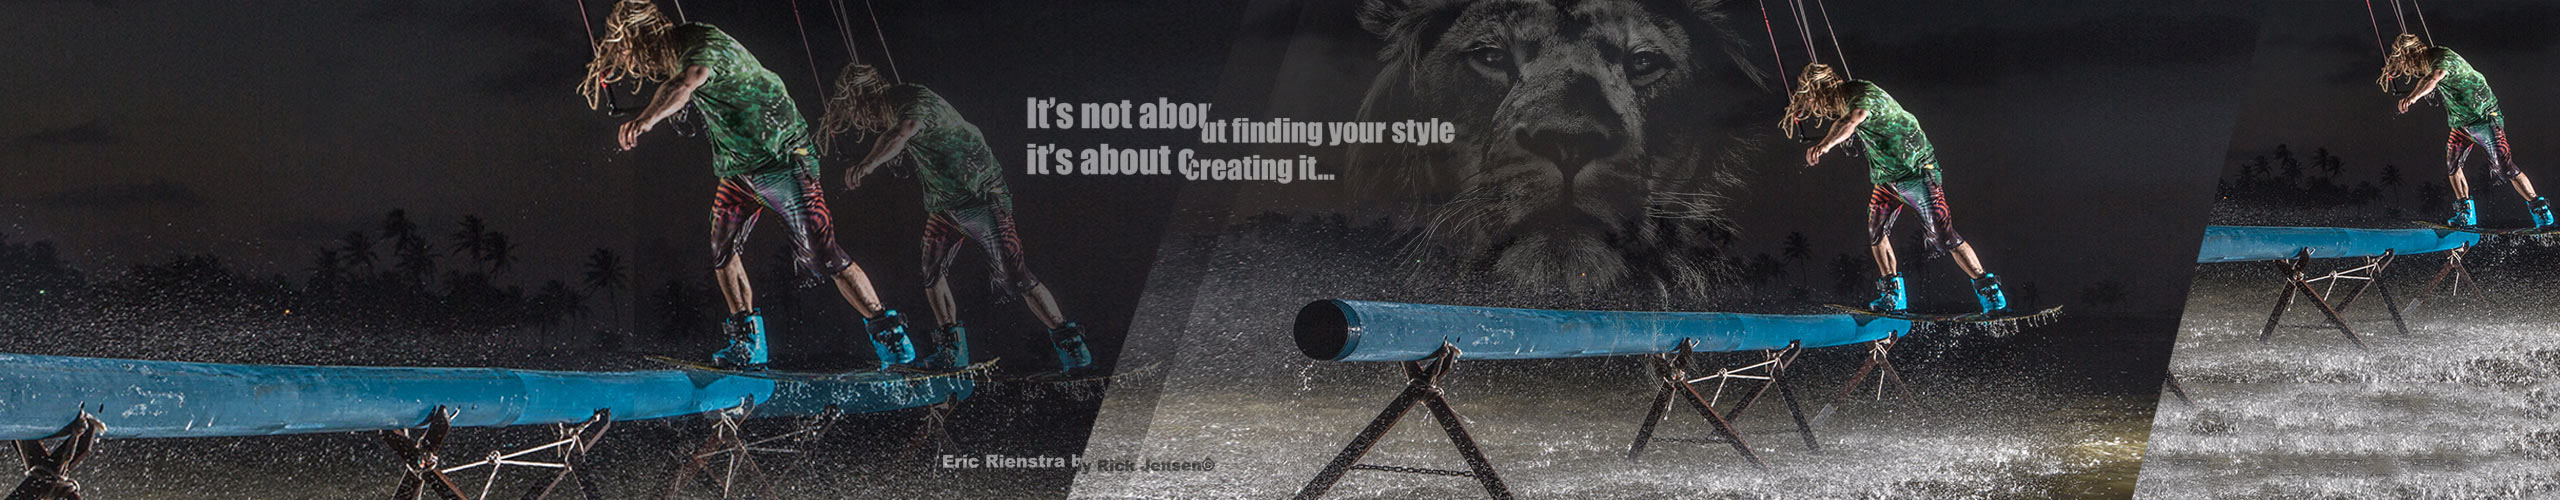 It's not about finding your style
it's about creating it...
Eric Rienstra by Rick Jensen©